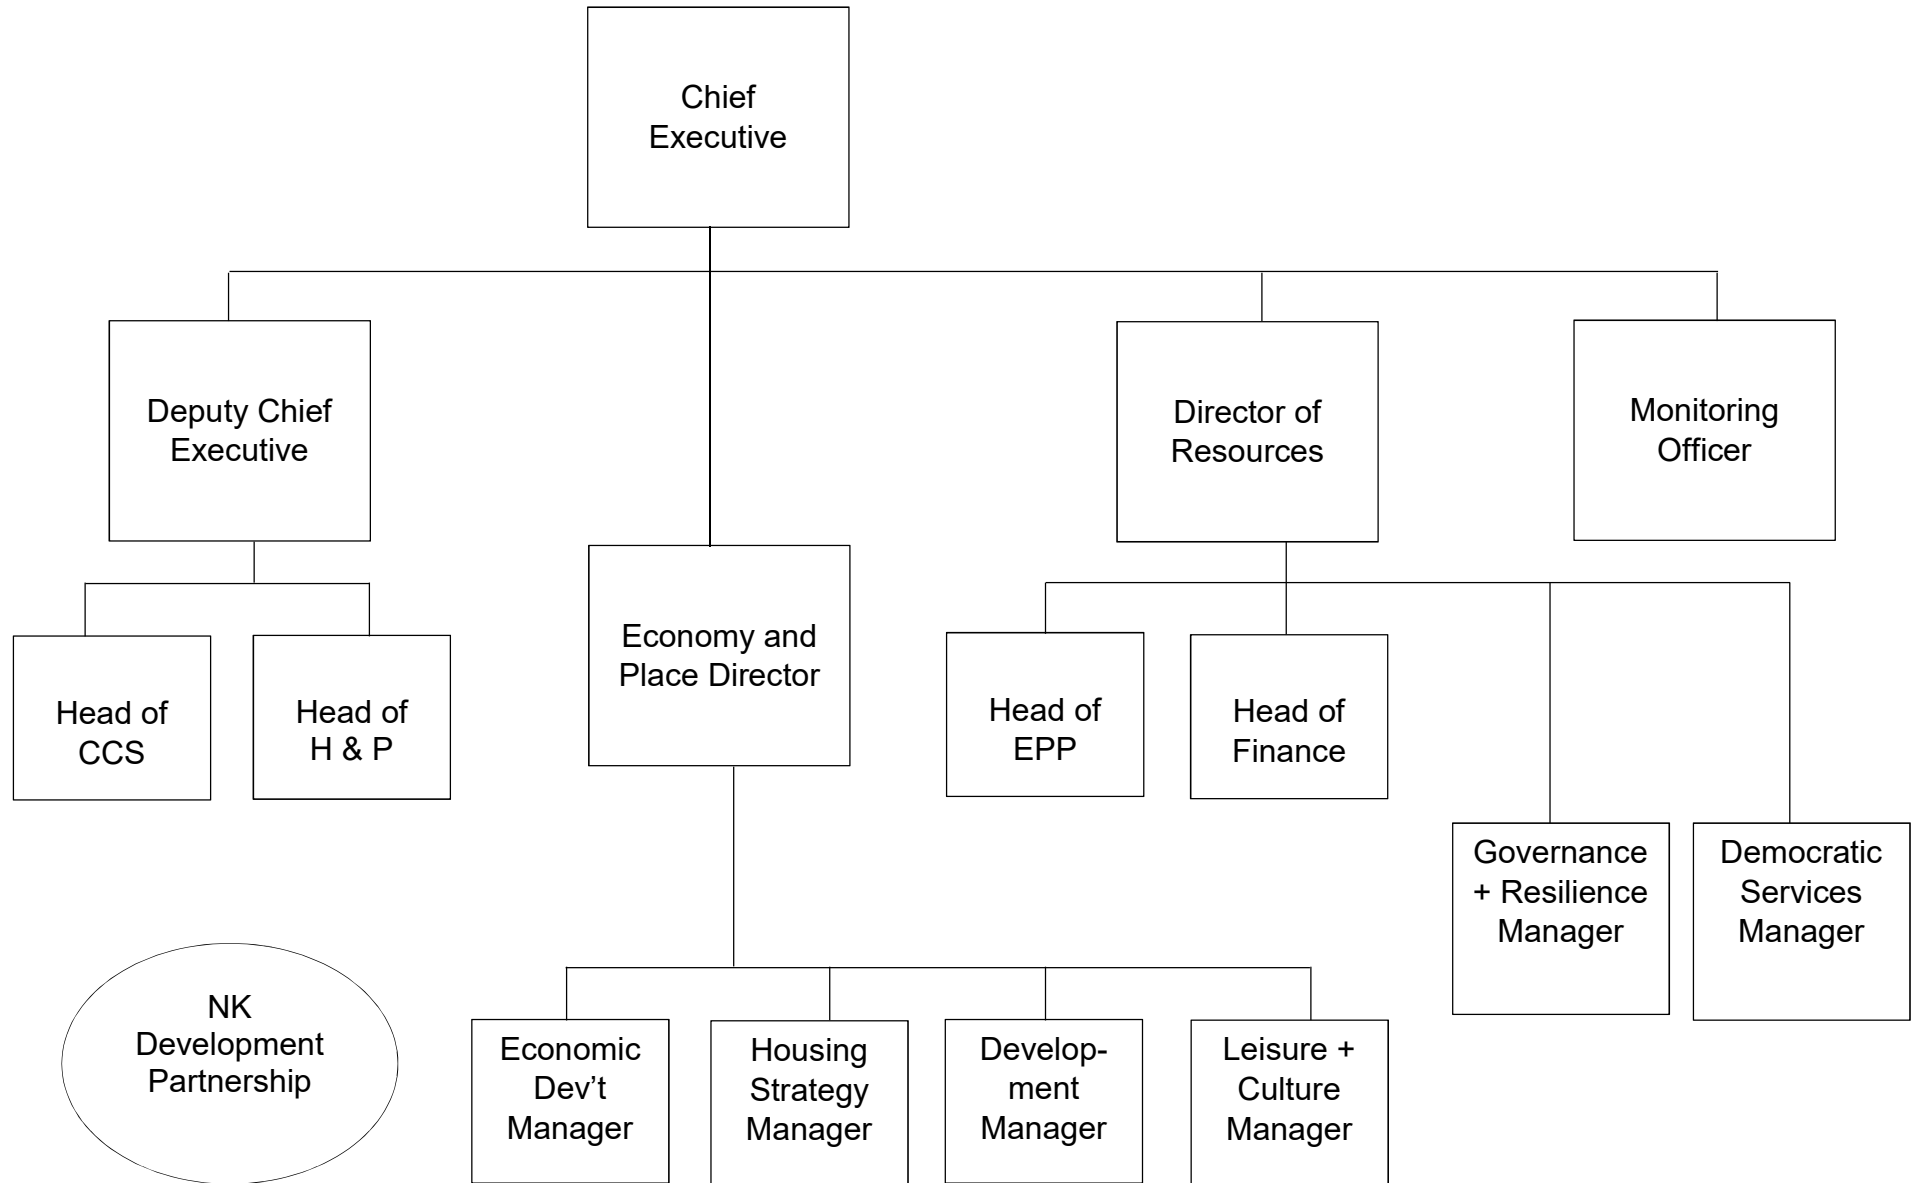 Chief
Executive
Deputy Chief
Executive
Director of
Resources
Monitoring
Officer
Economy and
Place Director
Head of
CCS
Head of
H & P
Head of
EPP
Head of
Finance
Governance
+ Resilience
Manager
Democratic
Services
Manager
NK
Development
Partnership
Economic
Dev’t
Manager
Housing
Strategy
Manager
Develop-
ment
Manager
Leisure +
Culture
Manager